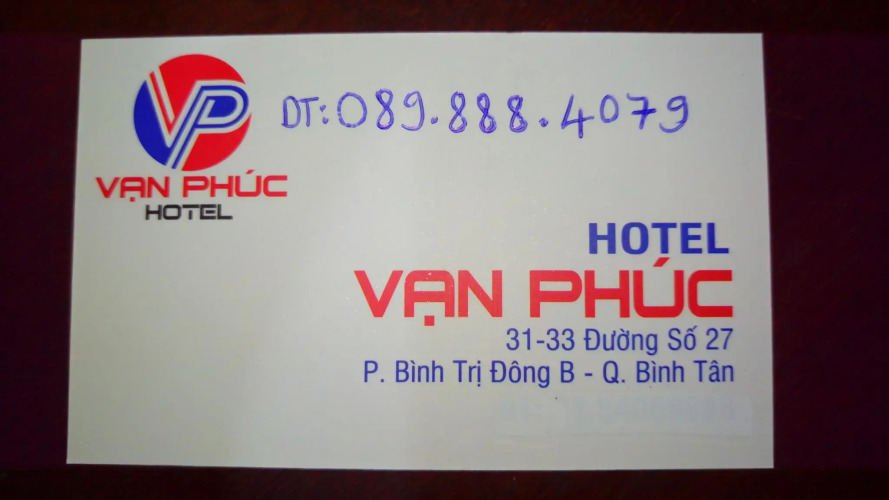 VP
VẠN PHÚC
HOTEL
DT: 089.888.4079
HOTEL
VẠN PHÚC
31-33 Đường Số 27
P. Bình Trị Đông B - Q. Bình Tân